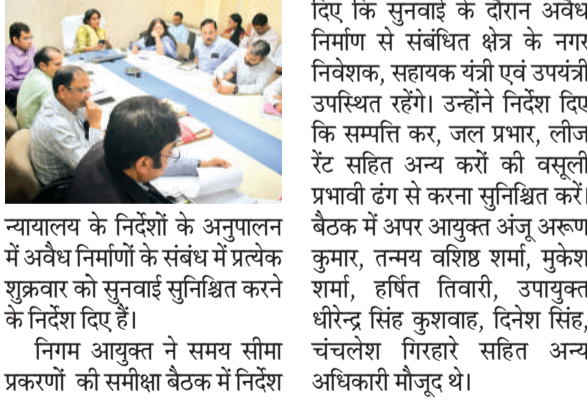 न्यायालय के निर्देशों के अनुपालन
में अवैध निर्माणों के संबंध में प्रत्येक
शुक्रवार को सुनवाई सुनिश्चित करने
के निर्देश दिए हैं।
निगम आयुक्त ने समय सीमा
प्रकरणों की समीक्षा बैठक में निर्देश
दिए कि सुनवाई के दौरान अवैध
निर्माण से संबंधित क्षेत्र के नगर
निवेशक, सहायक यंत्री एवं उपयंत्री
उपस्थित रहेंगे। उन्होंने निर्देश दिए
कि सम्पत्ति कर, जल प्रभार, लीज
रेंट सहित अन्य करों की वसूली
प्रभावी ढंग से करना सुनिश्चित करें।
बैठक में अपर आयुक्त अंजू अरूण
कुमार, तन्मय वशिष्ठ शर्मा, मुकेश
शर्मा, हर्षित तिवारी, उपायुक्त
धीरेन्द्र सिंह कुशवाह, दिनेश सिंह,
चंचलेश गिरहारे सहित अन्य
अधिकारी मौजूद थे।